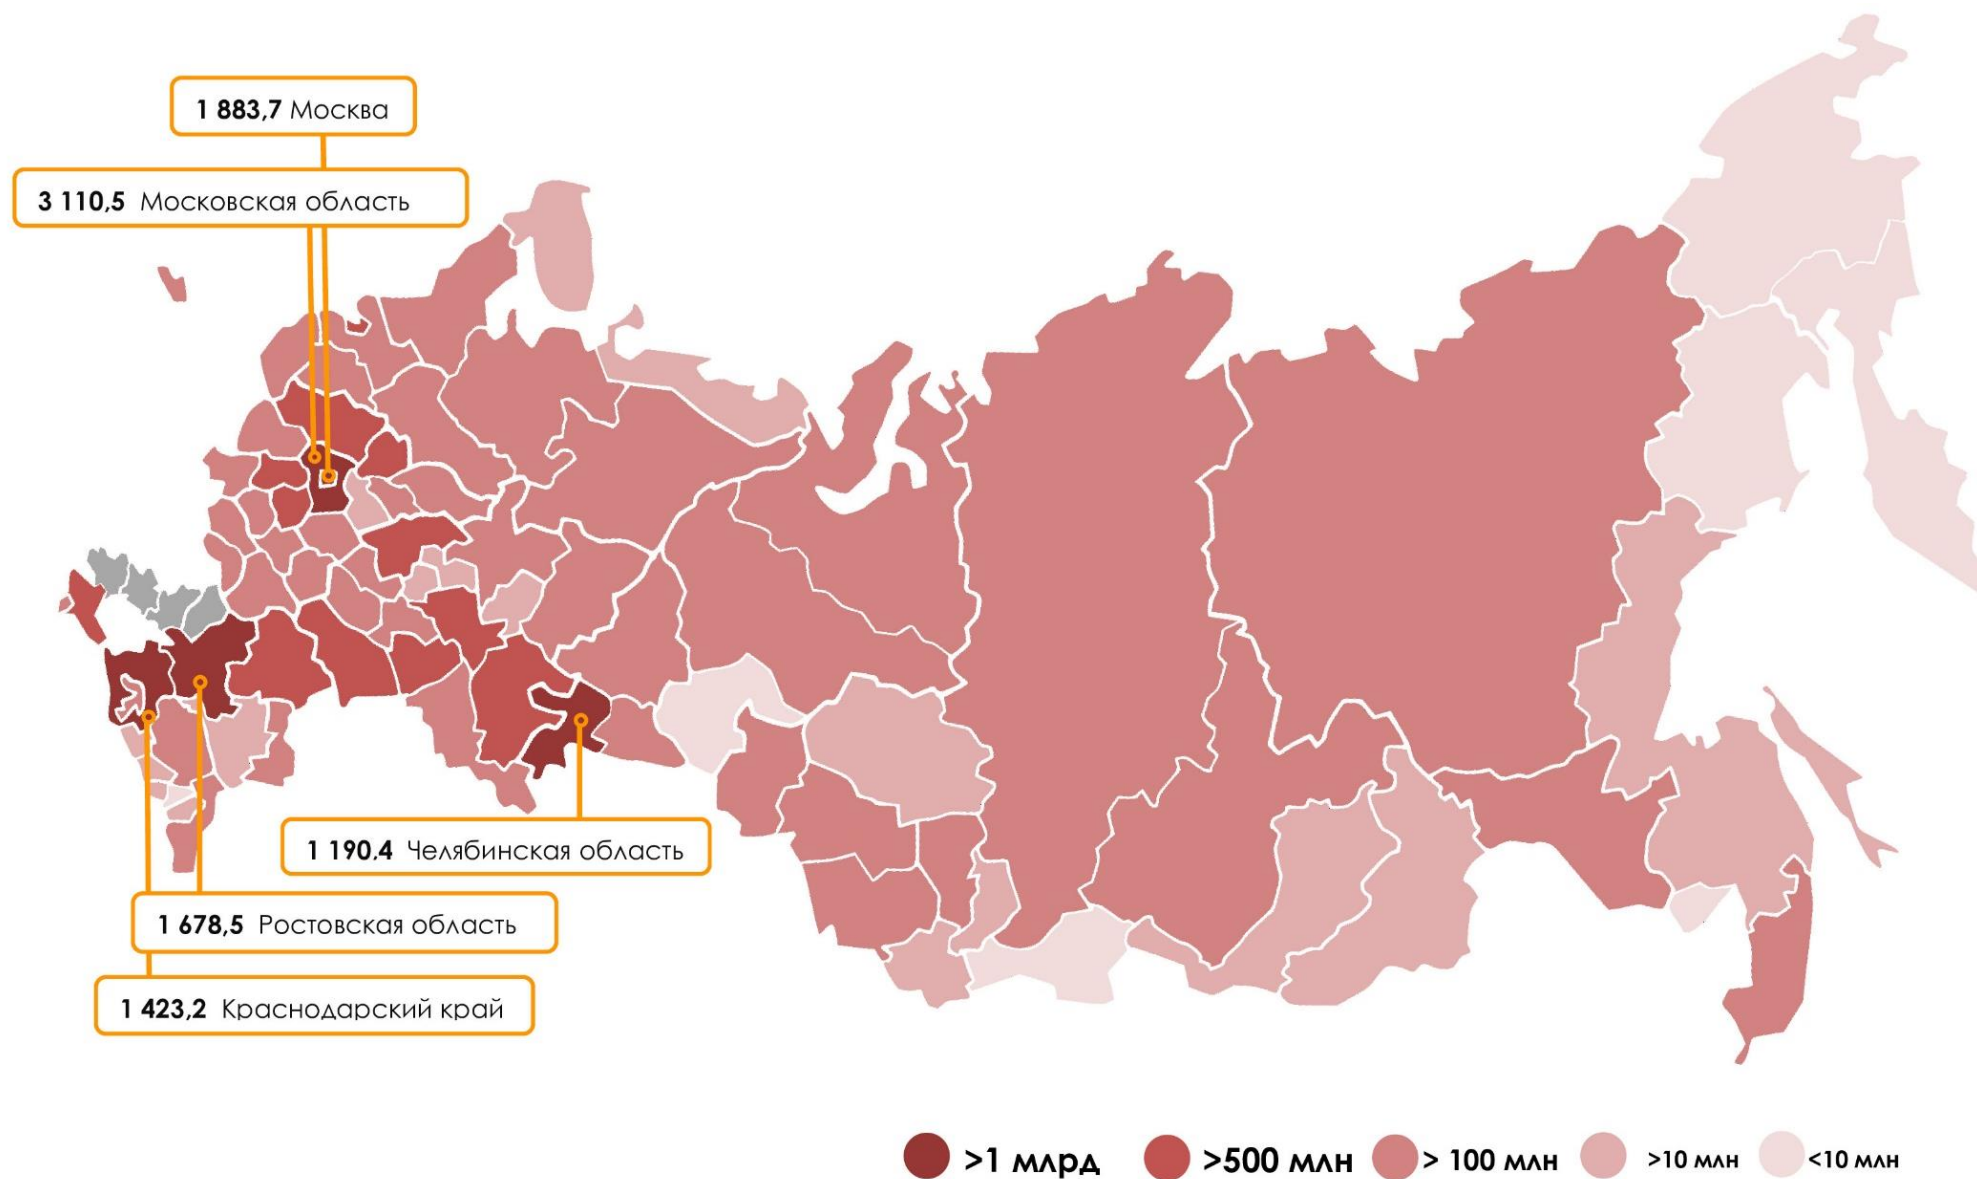 1 883,7 Москва
3 110,5 Московская область
1 190,4 Челябинская область
1 678,5 Ростовская область
1 423,2 Краснодарский край
>1 млрд >500 млн > 100 млн >10 млн <10 млн